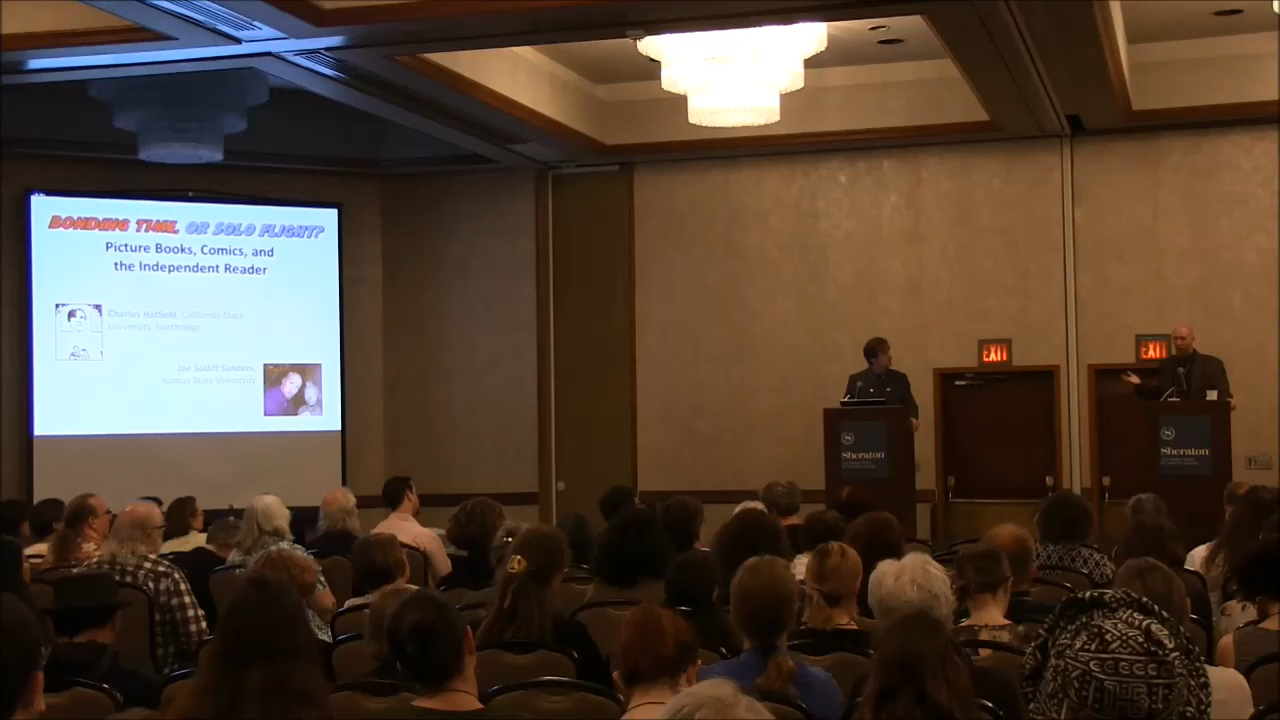 BONDING TIME, OR SOLO FLIGHT?
Picture Books, Comics, and
the Independent Reader
Charles Hatfield, California State
University, Northridge
Joe Sutliff Sanders,
Kansas State University
EXIT
EXIT
Sheraton
Sheraton